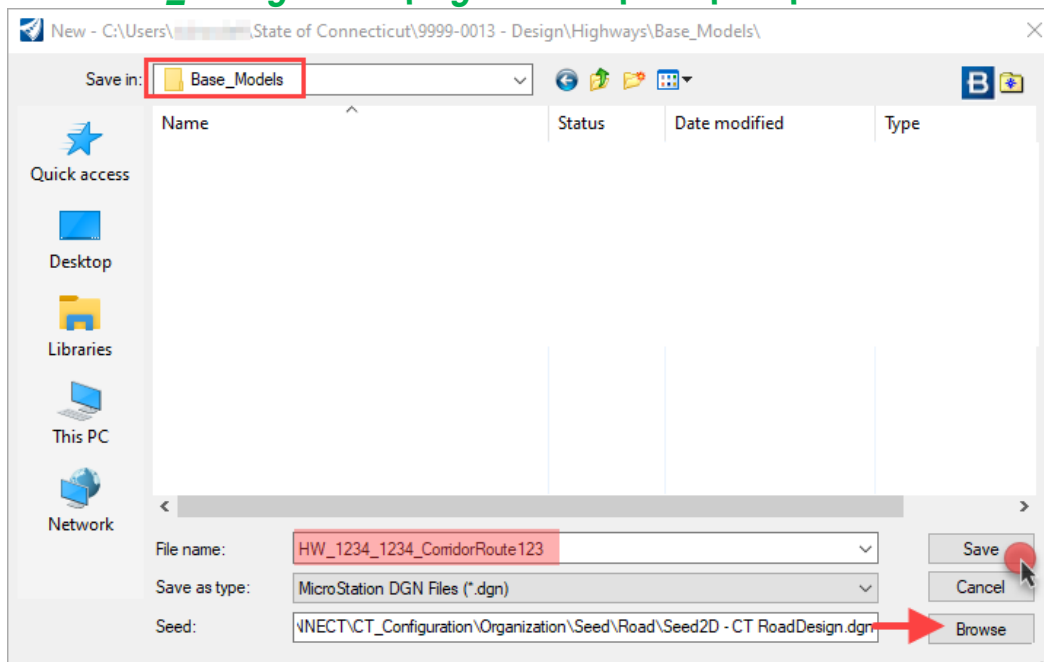 New - C:\Users\ \State of Connecticut\9999-0013 - Design\Highways\Base_Models\
Save in: Base_Models
B
Name Status Date modified Type
Quick access
Desktop
Libraries
This PC
Network
File name: HW_1234_1234_CorridorRoute123 Save
Save as type: MicroStation DGN Files (*.dgn) Cancel
Seed: NNECT\CT_Configuration\Organization\Seed\Road\Seed2D - CT RoadDesign.dgn Browse